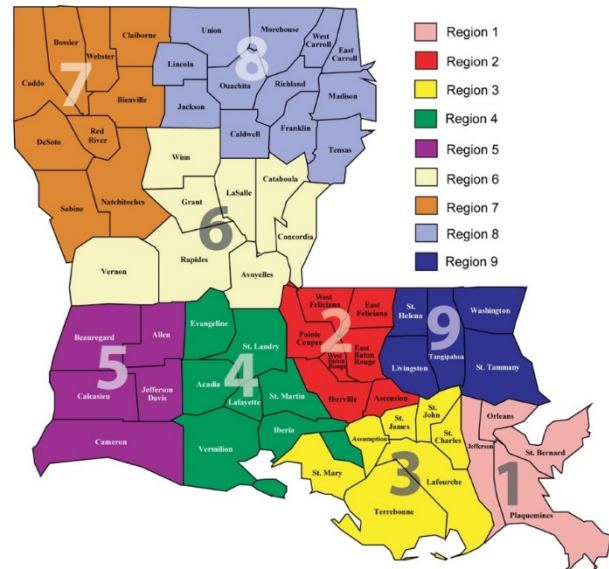 Claiborne
Bossier
Webster
Caddo
7
Bienville
DeSoto
Red
River
Natchitoches
Sabine
Union
Morehouse
West
Carroll
East
Carroll
8
Lincoln
Ouachita
Richland
Madison
Jackson
Caldwell
Franklin
Tensas
Winn
Catahoula
LaSalle
Grant
6
Concordia
Rapides
Vernon
Avoyelles
Beauregard
Allen
5
Calcasieu
Jefferson
Davis
Cameron
Evangeline
St. Landry
4
Acadia
Lafayette
St. Martin
Vermilion
Iberia
West
Feliciana
East Feliciana
2
Pointe
Coupee
West Baton
Rouge
East
Baton
Rouge
Iberville
Ascension
St.
Helena
Washington
9
Tangipahoa
Livingston
St. Tammany
St.
James
St.
John
St.
Charles
Assumption
St. Mary
3
Lafourche
Terrebonne
Orleans
Jefferson
St. Bernard
1
Plaquemines
Region 1
Region 2
Region 3
Region 4
Region 5
Region 6
Region 7
Region 8
Region 9